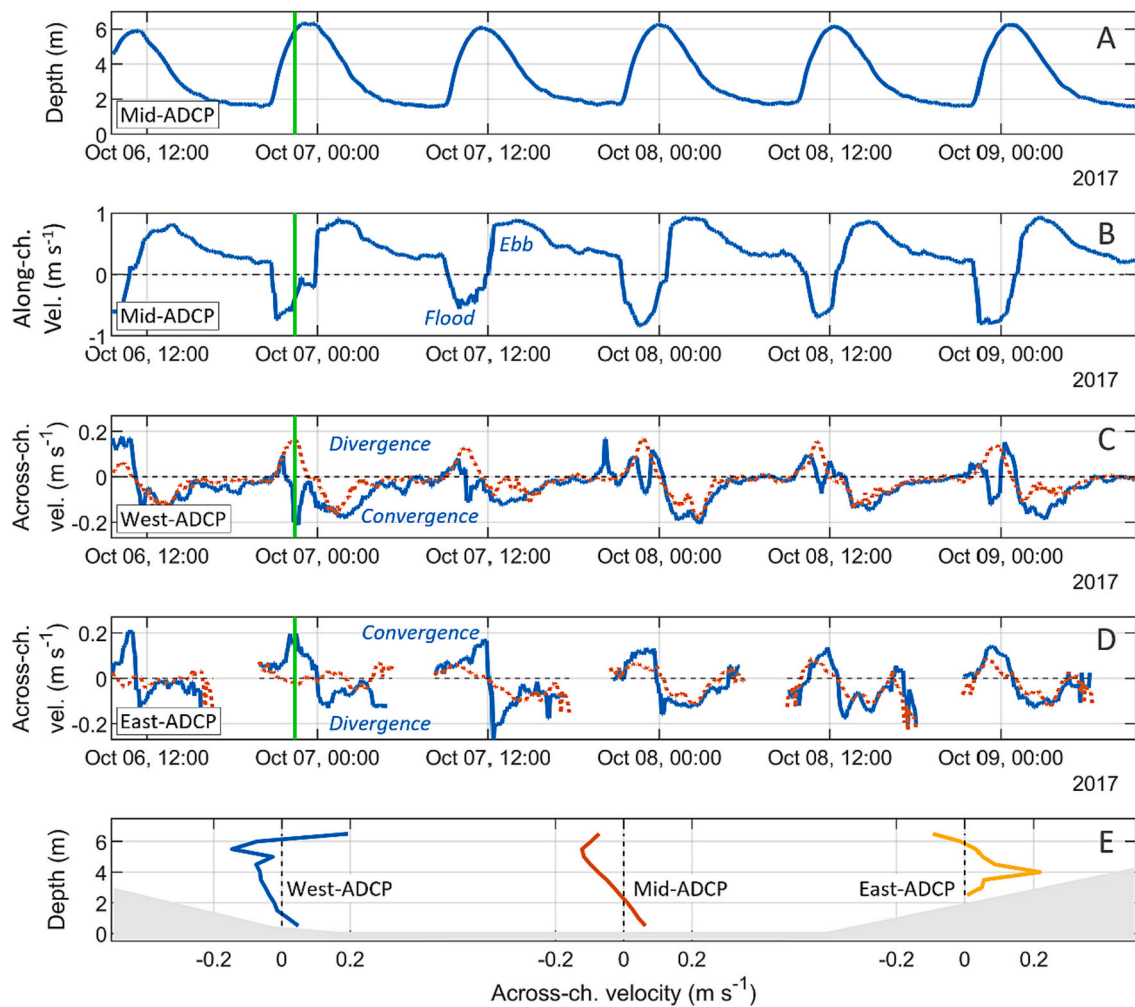 A
Depth (m)
6
4
2
0
Mid-ADCP
Oct 06, 12:00 Oct 07, 00:00 Oct 07, 12:00 Oct 08, 00:00 Oct 08, 12:00 Oct 09, 00:00
2017
B
Along-ch.
Vel. (m s⁻¹)
1
0
-1
Ebb
Flood
Mid-ADCP
Oct 06, 12:00 Oct 07, 00:00 Oct 07, 12:00 Oct 08, 00:00 Oct 08, 12:00 Oct 09, 00:00
2017
C
Across-ch.
vel. (m s⁻¹)
0.2
0
-0.2
Divergence
Convergence
West-ADCP
Oct 06, 12:00 Oct 07, 00:00 Oct 07, 12:00 Oct 08, 00:00 Oct 08, 12:00 Oct 09, 00:00
2017
D
Across-ch.
vel. (m s⁻¹)
0.2
0
-0.2
Convergence
Divergence
East-ADCP
Oct 06, 12:00 Oct 07, 00:00 Oct 07, 12:00 Oct 08, 00:00 Oct 08, 12:00 Oct 09, 00:00
2017
E
Depth (m)
6
4
2
0
West-ADCP Mid-ADCP East-ADCP
-0.2 0 0.2 -0.2 0 0.2 -0.2 0 0.2
Across-ch. velocity (m s⁻¹)